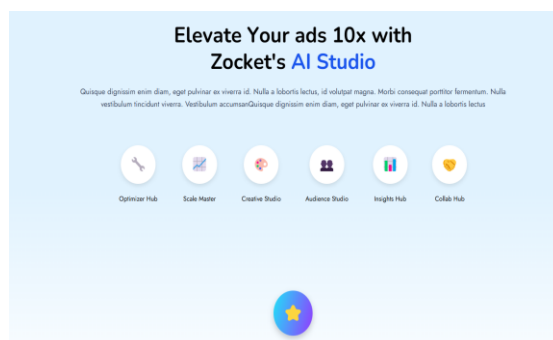 Elevate Your ads 10x with
Zocket's AI Studio
Quisque dignissim enim diam, eget pulvinar ex viverra id. Nulla a lobortis lectus, id volutpat magna. Morbi consequat porttitor fermentum. Nulla
vestibulum tincidunt viverra. Vestibulum accumsanQuisque dignissim enim diam, eget pulvinar ex viverra id. Nulla a lobortis lectus
Optimizer Hub Scale Master Creative Studio Audience Studio Insights Hub Collab Hub